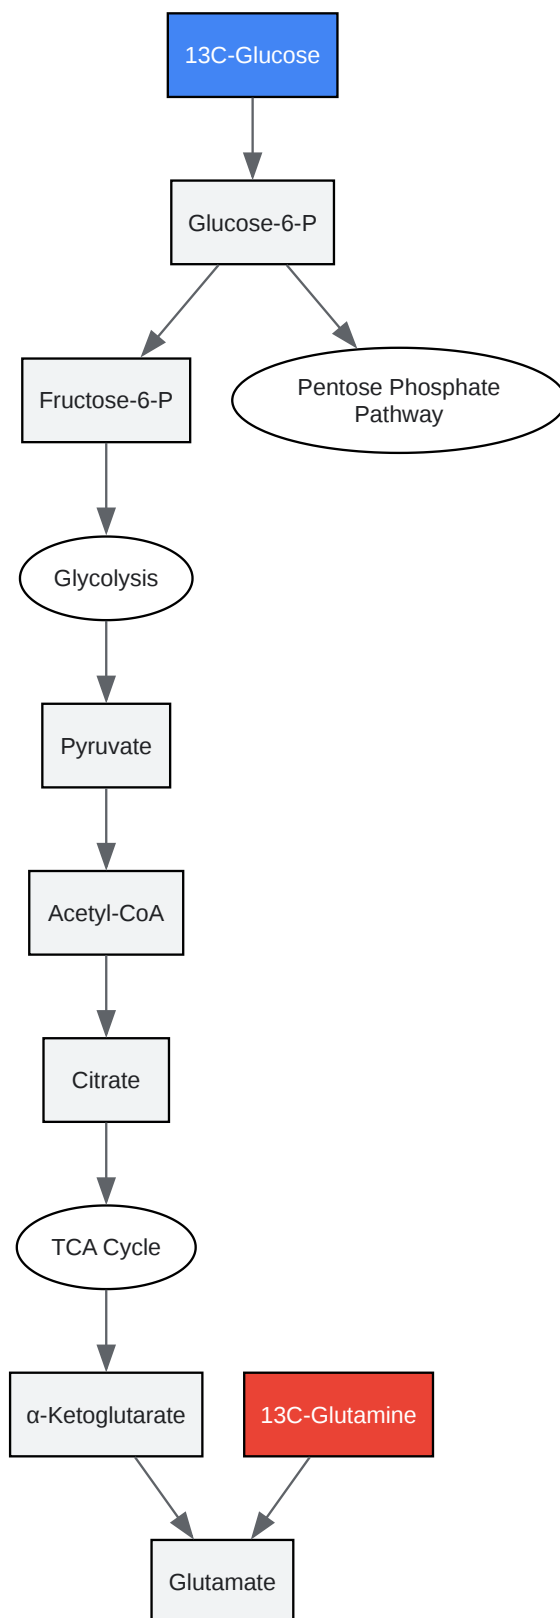 13C-Glucose
Glucose-6-P
Fructose-6-P
Pentose Phosphate
Pathway
Glycolysis
Pyruvate
Acetyl-CoA
Citrate
TCA Cycle
α-Ketoglutarate
13C-Glutamine
Glutamate